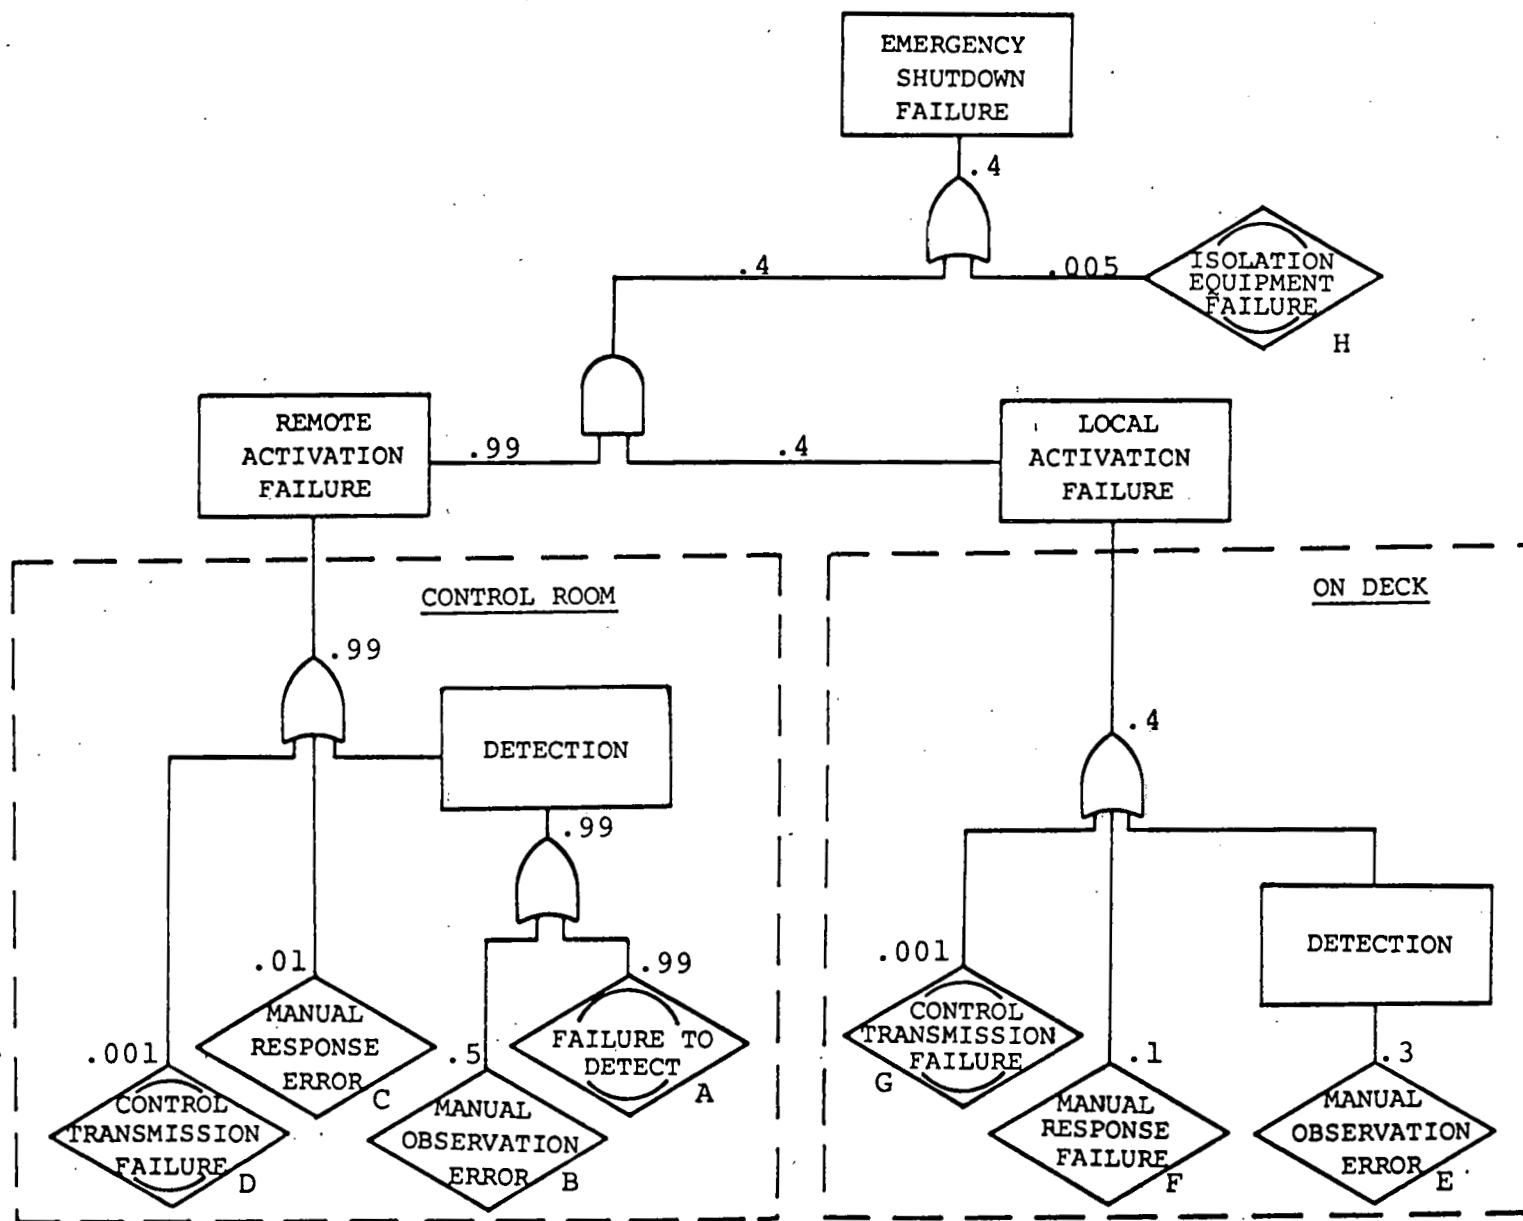 EMERGENCY
SHUTDOWN
FAILURE
.4
.4
.005
ISOLATION
EQUIPMENT
FAILURE
H
REMOTE
ACTIVATION
FAILURE
.99
.4
LOCAL
ACTIVATION
FAILURE
CONTROL ROOM
ON DECK
.99
DETECTION
.99
.4
DETECTION
.01
MANUAL
RESPONSE
ERROR
C
.001
CONTROL
TRANSMISSION
FAILURE
D
.5
MANUAL
OBSERVATION
ERROR
B
.99
FAILURE TO
DETECT
A
.001
CONTROL
TRANSMISSION
FAILURE
G
.1
MANUAL
RESPONSE
FAILURE
F
.3
MANUAL
OBSERVATION
ERROR
E